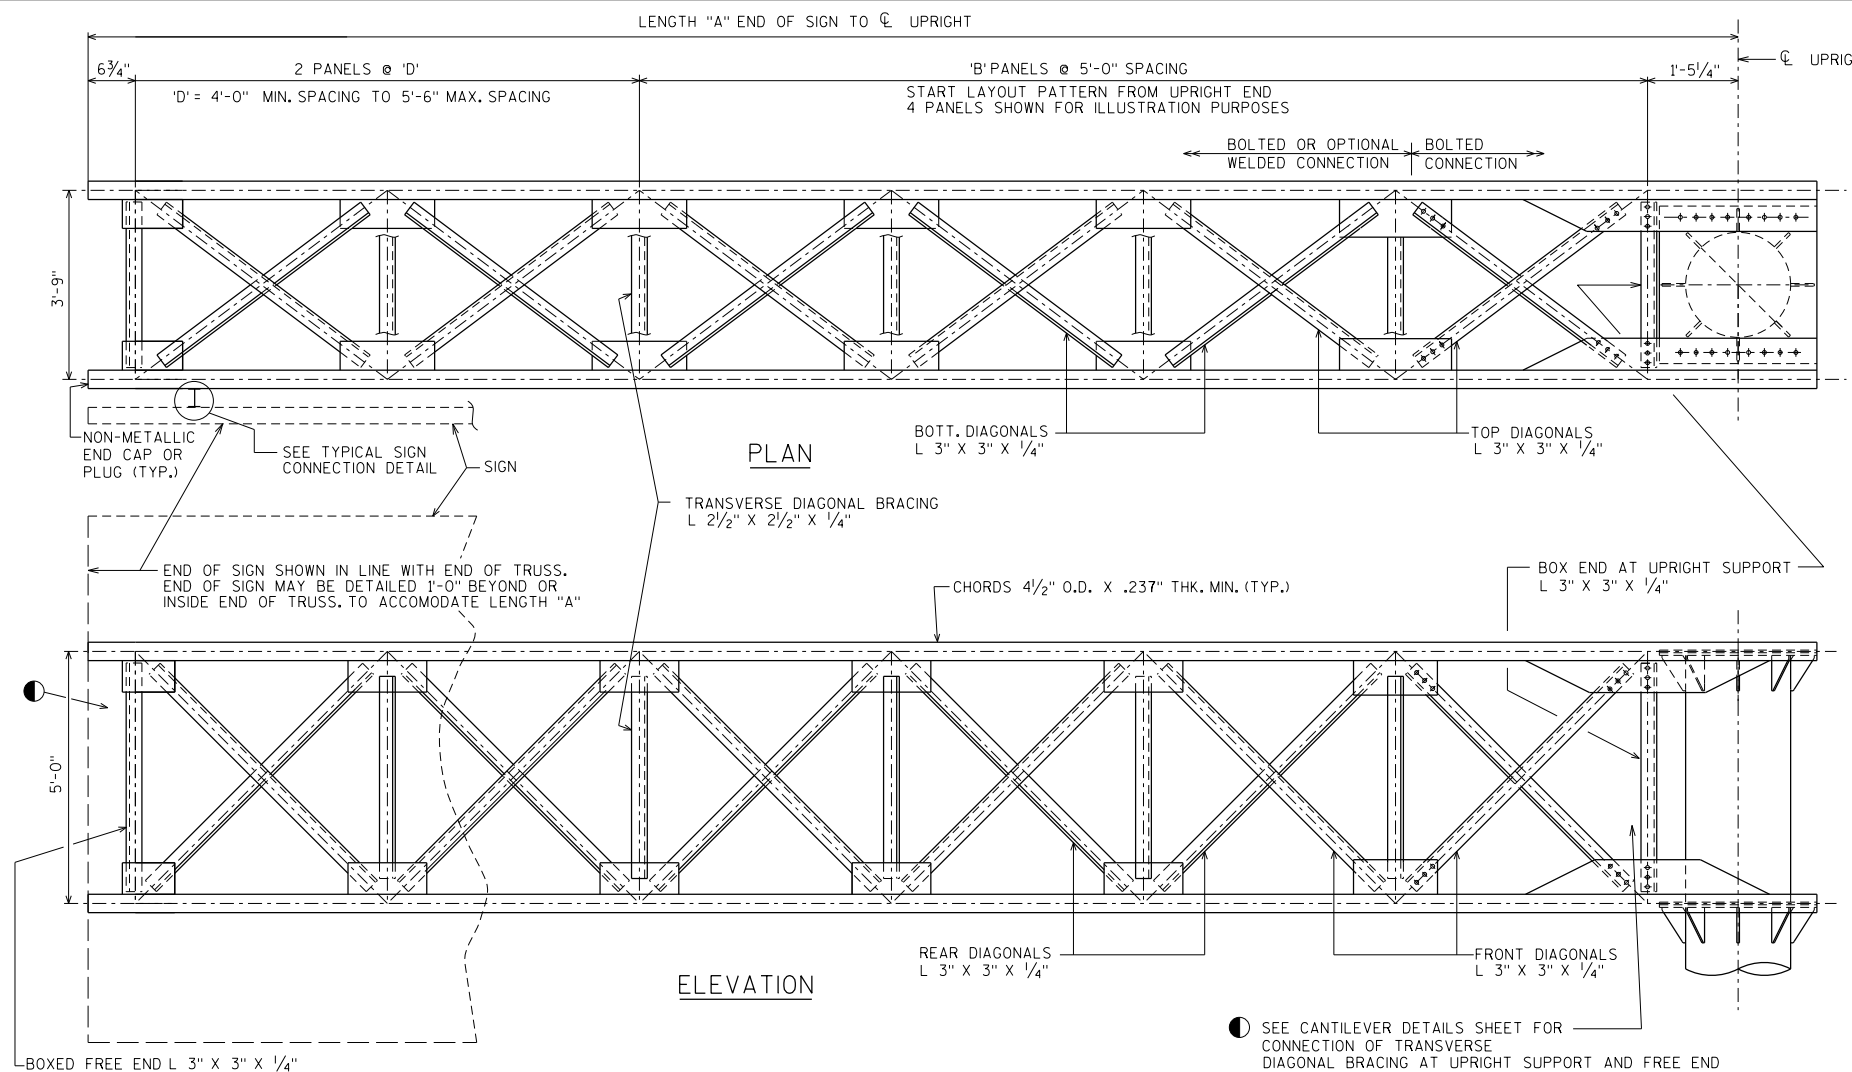 LENGTH "A" END OF SIGN TO ℄ UPRIGHT
6¾"
2 PANELS @ 'D'
'B' PANELS @ 5'-0" SPACING
1'-5¼"
℄ UPRIG
'D' = 4'-0" MIN. SPACING TO 5'-6" MAX. SPACING
START LAYOUT PATTERN FROM UPRIGHT END
4 PANELS SHOWN FOR ILLUSTRATION PURPOSES
BOLTED OR OPTIONAL
WELDED CONNECTION
BOLTED
CONNECTION
3'-9"
I
NON-METALLIC
END CAP OR
PLUG (TYP.)
SEE TYPICAL SIGN
CONNECTION DETAIL
SIGN
PLAN
BOTT. DIAGONALS
L 3" X 3" X ¼"
TOP DIAGONALS
L 3" X 3" X ¼"
TRANSVERSE DIAGONAL BRACING
L 2½" X 2½" X ¼"
END OF SIGN SHOWN IN LINE WITH END OF TRUSS.
END OF SIGN MAY BE DETAILED 1'-0" BEYOND OR
INSIDE END OF TRUSS. TO ACCOMODATE LENGTH "A"
CHORDS 4½" O.D. X .237" THK. MIN. (TYP.)
BOX END AT UPRIGHT SUPPORT
L 3" X 3" X ¼"
5'-0"
REAR DIAGONALS
L 3" X 3" X ¼"
FRONT DIAGONALS
L 3" X 3" X ¼"
ELEVATION
BOXED FREE END L 3" X 3" X ¼"
SEE CANTILEVER DETAILS SHEET FOR
CONNECTION OF TRANSVERSE
DIAGONAL BRACING AT UPRIGHT SUPPORT AND FREE END